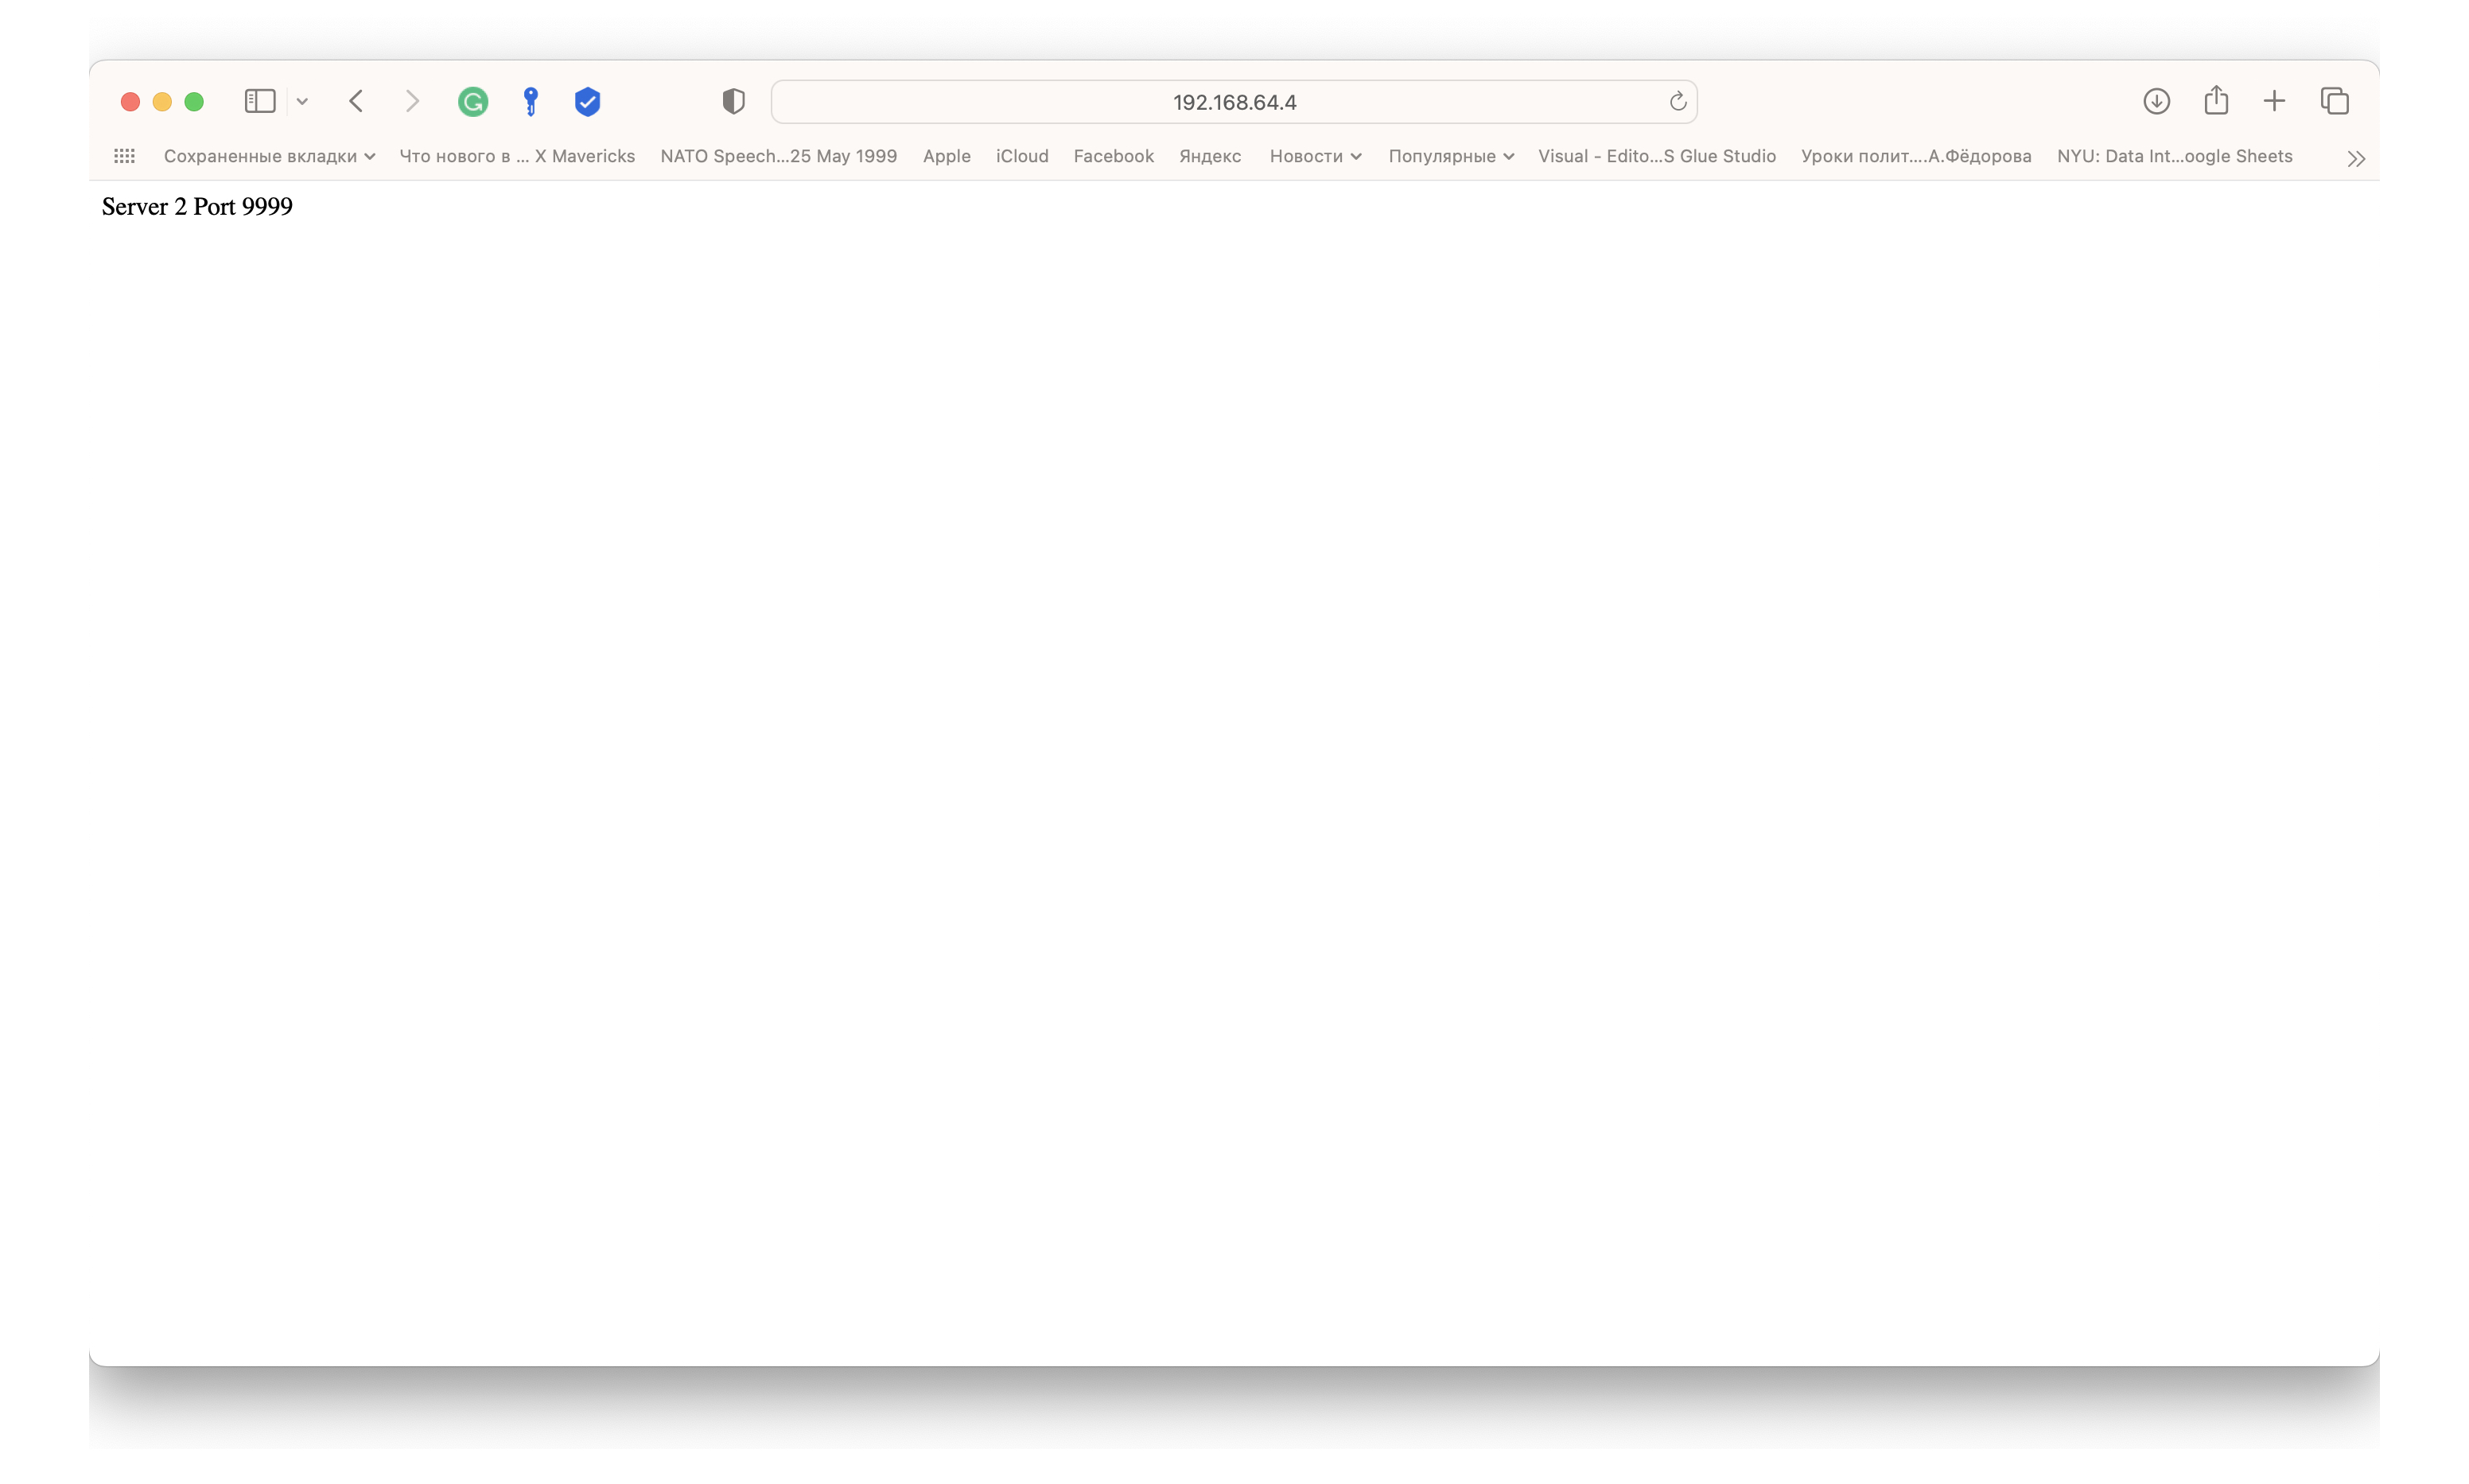 192.168.64.4
Сохраненные вкладки Что нового в ... X Mavericks NATO Speech...25 May 1999 Apple iCloud Facebook Яндекс Новости Популярные Visual - Edito...S Glue Studio Уроки полит....А.Фёдорова NYU: Data Int...oogle Sheets
Server 2 Port 9999